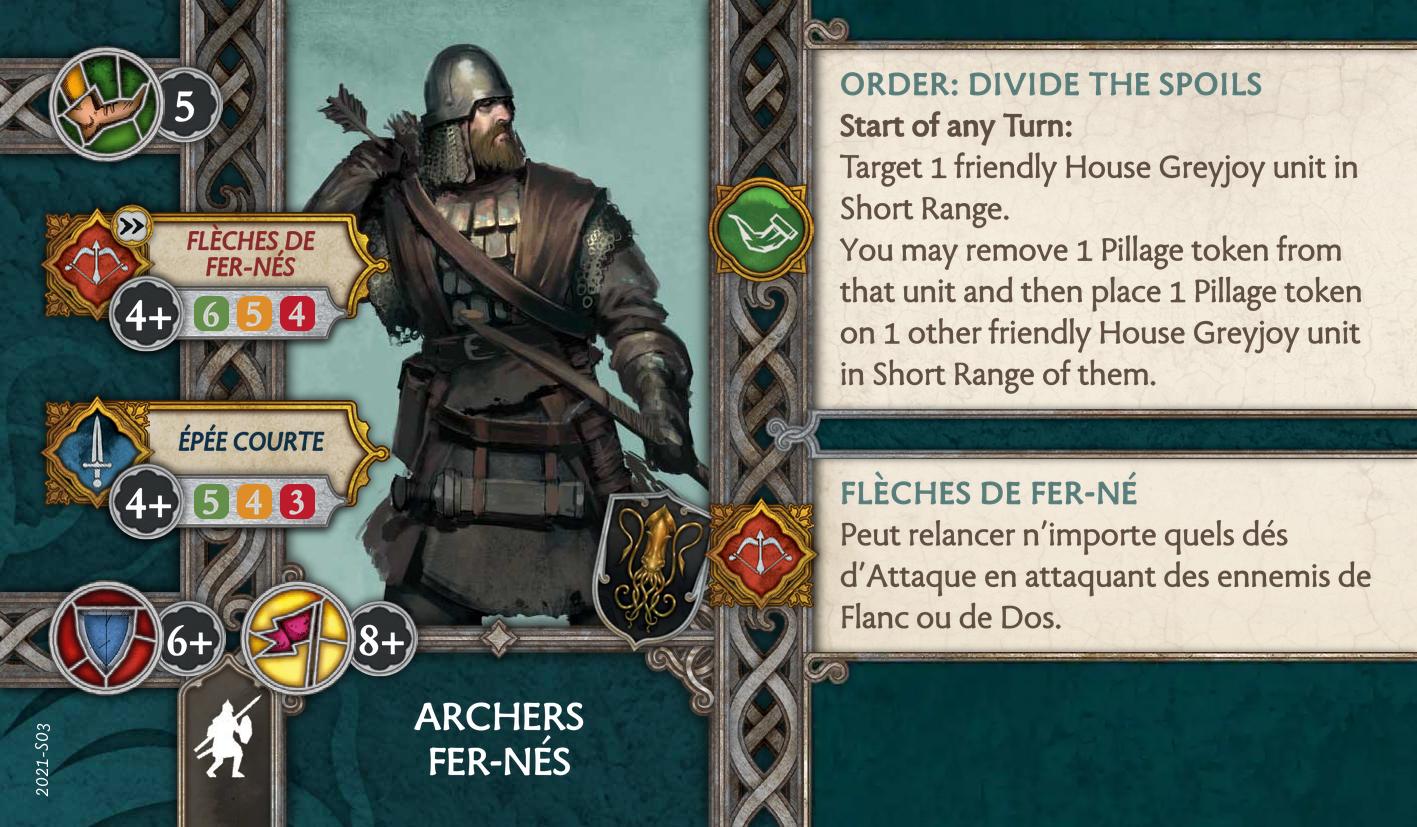 5
FLÈCHES DE
FER-NÉS
4+ 6 5 4
ÉPÉE COURTE
4+ 5 4 3
6+ 8+
ARCHERS
FER-NÉS
2021-S03
ORDER: DIVIDE THE SPOILS
Start of any Turn:
Target 1 friendly House Greyjoy unit in
Short Range.
You may remove 1 Pillage token from
that unit and then place 1 Pillage token
on 1 other friendly House Greyjoy unit
in Short Range of them.
FLÈCHES DE FER-NÉ
Peut relancer n'importe quels dés
d'Attaque en attaquant des ennemis de
Flanc ou de Dos.